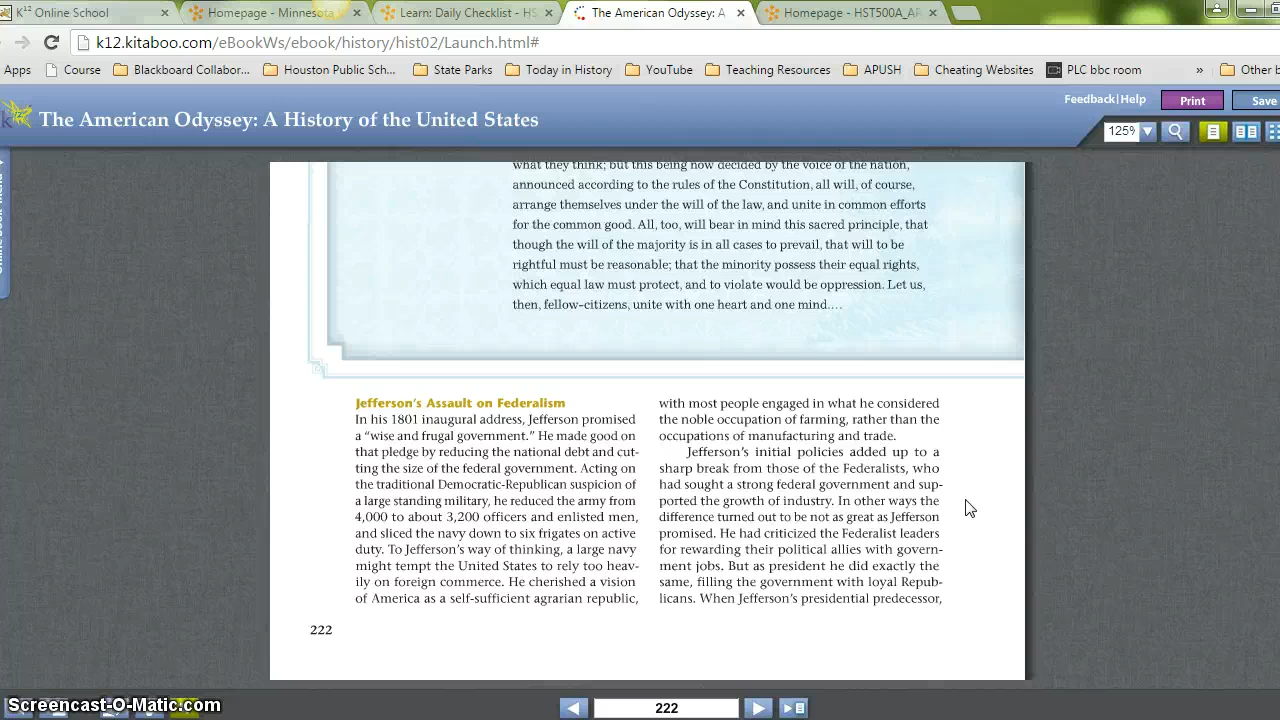 K¹² Online School
Homepage - Minnesota
Learn: Daily Checklist - HS
The American Odyssey: A
Homepage - HST500A_AR
k12.kitaboo.com/eBookWs/ebook/history/hist02/Launch.html#
Apps
Course
Blackboard Collabor...
Houston Public Sch...
State Parks
Today in History
YouTube
Teaching Resources
APUSH
Cheating Websites
PLC bbc room
»
Other b
Feedback|Help
Print
Save
The American Odyssey: A History of the United States
125%
what they think; but this being now decided by the voice of the nation,
announced according to the rules of the Constitution, all will, of course,
arrange themselves under the will of the law, and unite in common efforts
for the common good. All, too, will bear in mind this sacred principle, that
though the will of the majority is in all cases to prevail, that will to be
rightful must be reasonable; that the minority possess their equal rights,
which equal law must protect, and to violate would be oppression. Let us,
then, fellow-citizens, unite with one heart and one mind....
Jefferson's Assault on Federalism
In his 1801 inaugural address, Jefferson promised
a "wise and frugal government." He made good on
that pledge by reducing the national debt and cut-
ting the size of the federal government. Acting on
the traditional Democratic-Republican suspicion of
a large standing military, he reduced the army from
4,000 to about 3,200 officers and enlisted men,
and sliced the navy down to six frigates on active
duty. To Jefferson's way of thinking, a large navy
might tempt the United States to rely too heav-
ily on foreign commerce. He cherished a vision
of America as a self-sufficient agrarian republic,
with most people engaged in what he considered
the noble occupation of farming, rather than the
occupations of manufacturing and trade.
Jefferson's initial policies added up to a
sharp break from those of the Federalists, who
had sought a strong federal government and sup-
ported the growth of industry. In other ways the
difference turned out to be not as great as Jefferson
promised. He had criticized the Federalist leaders
for rewarding their political allies with govern-
ment jobs. But as president he did exactly the
same, filling the government with loyal Repub-
licans. When Jefferson's presidential predecessor,
222
Screencast-O-Matic.com
222